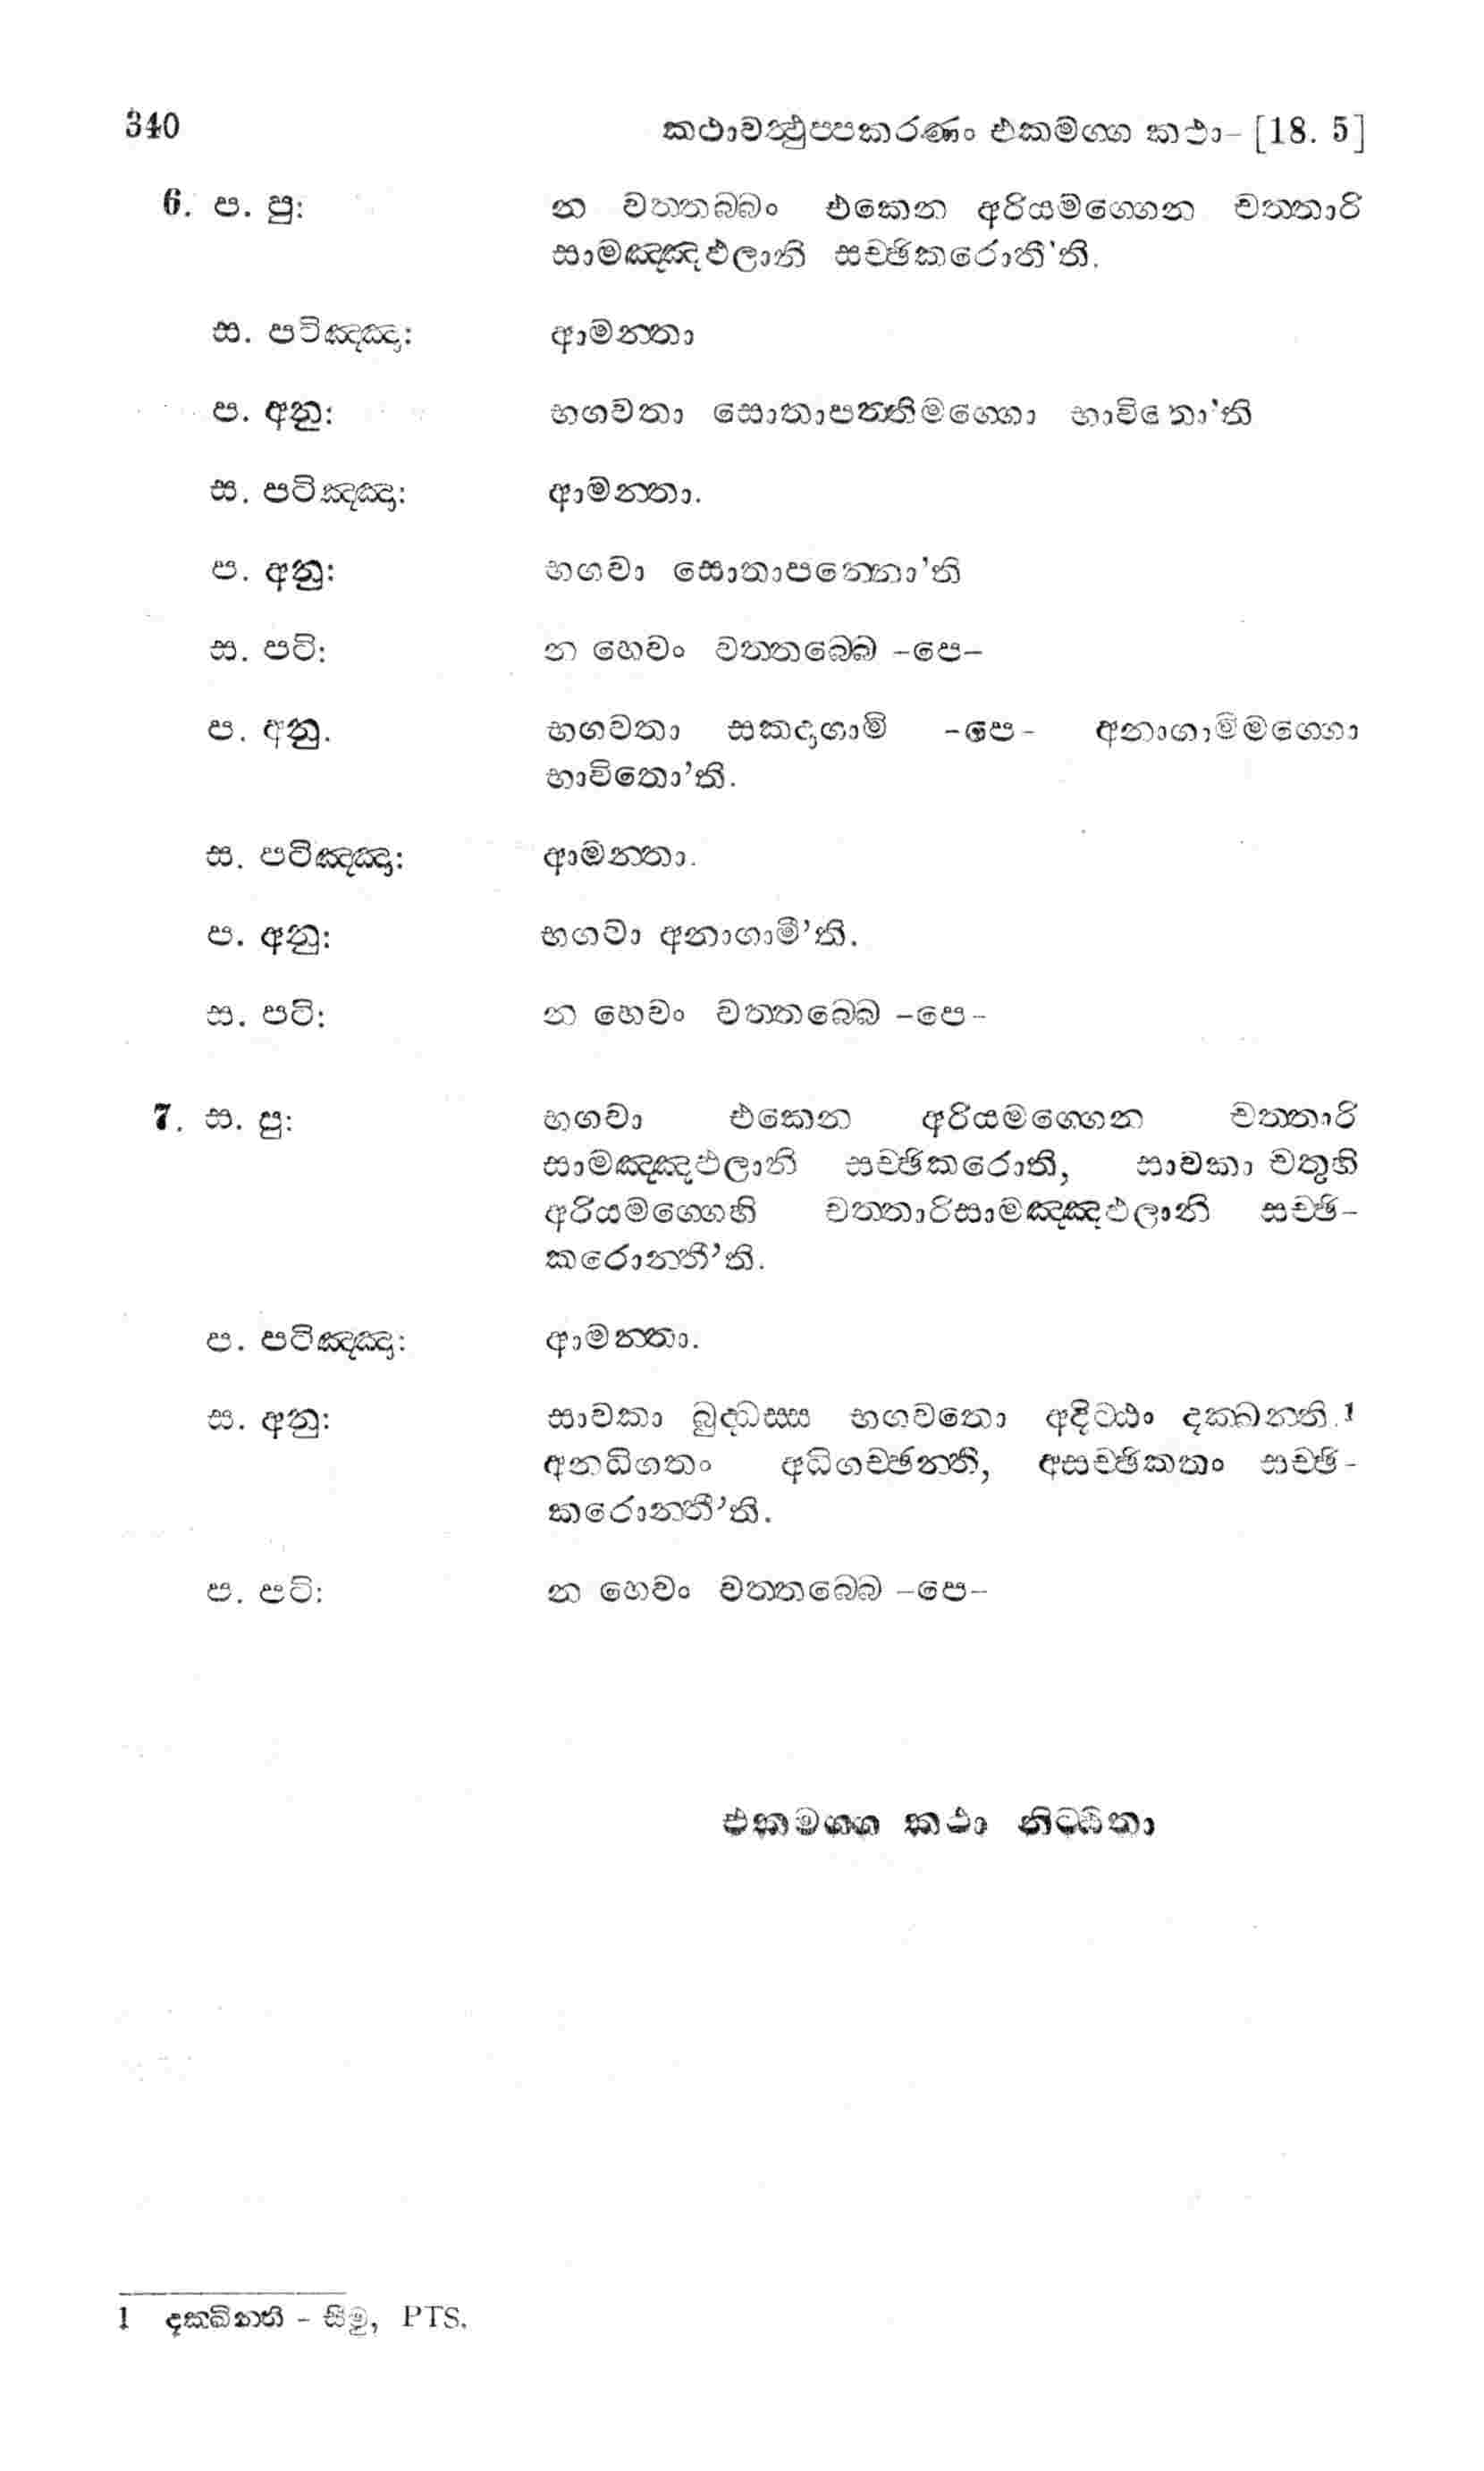 340 කථාවත්‍ථුප්පකරණං එකමග්ග කථා- [18. 5]
6. ප. පු: න වත්තබ්බං එකෙන අරියමග්ගෙන චත්තාරි
සාමඤ්ඤඵලානි සච්ඡිකරොතී'ති.
ස. පටිඤ්ඤා: ආමන්තා
ප. අනු: භගවතා සොතාපත්තිමග්ගො භාවිතො'ති
ස. පටිඤ්ඤා: ආමන්තා.
ප. අනු: භගවා සොතාපන්නො'ති
ස. පටි: න හෙවං වත්තබ්බෙ -පෙ-
ප. අනු. භගවතා සකදාගාමි -පෙ- අනාගාමිමග්ගො
භාවිතො'ති.
ස. පටිඤ්ඤා: ආමන්තා.
ප. අනු: භගවා අනාගාමී'ති.
ස. පටි: න හෙවං වත්තබ්බෙ -පෙ-
7. ස. පු: භගවා එකෙන අරියමග්ගෙන චත්තාරි
සාමඤ්ඤඵලානි සච්ඡිකරොති, සාවකා චතූහි
අරියමග්ගෙහි චත්තාරිසාමඤ්ඤඵලානි සච්ඡි-
කරොන්තී'ති.
ප. පටිඤ්ඤා: ආමන්තා.
ස. අනු: සාවකා බුද්ධස්ස භගවතො අදිට්ඨං දක්ඛන්ති.1
අනධිගතං අධිගච්ඡන්ති, අසච්ඡිකතං සච්ඡි-
කරොන්තී'ති.
ප. පටි: න හෙවං වත්තබ්බෙ -පෙ-
එකමග්ග කථා නිට්ඨිතා
1 දක්ඛින්ති - සීමු, PTS.